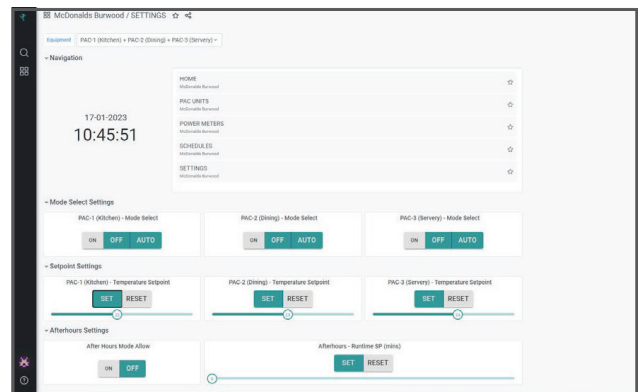 McDonalds Burwood / SETTINGS
Equipment PAC-1 (Kitchen) + PAC-2 (Dining) + PAC-3 (Servery)
Navigation
17-01-2023
10:45:51
HOME
McDonalds Burwood
PAC UNITS
McDonalds Burwood
POWER METERS
McDonalds Burwood
SCHEDULES
McDonalds Burwood
SETTINGS
McDonalds Burwood
Mode Select Settings
PAC-1 (Kitchen) - Mode Select PAC-2 (Dining) - Mode Select PAC-3 (Servery) - Mode Select
ON OFF AUTO ON OFF AUTO ON OFF AUTO
Setpoint Settings
PAC-1 (Kitchen) - Temperature Setpoint PAC-2 (Dining) - Temperature Setpoint PAC-3 (Servery) - Temperature Setpoint
SET RESET SET RESET SET RESET
Afterhours Settings
After Hours Mode Allow Afterhours - Runtime SP (mins)
ON OFF SET RESET